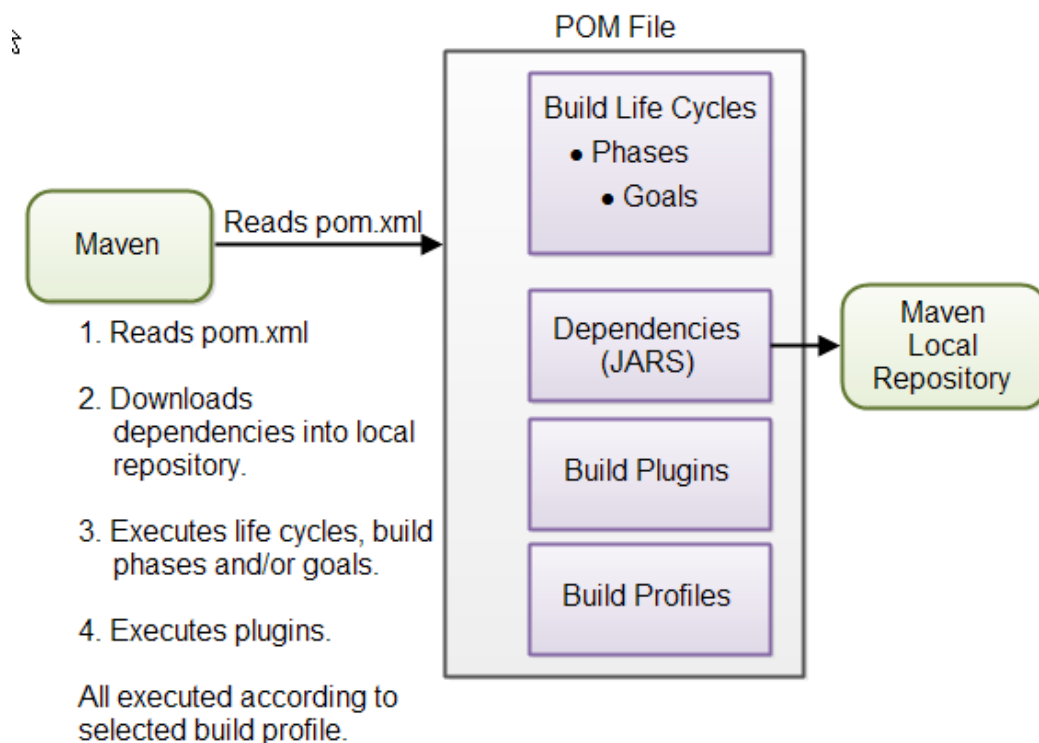 POM File
Build Life Cycles
• Phases
• Goals
Reads pom.xml
Maven
1. Reads pom.xml
2. Downloads
dependencies into local
repository.
3. Executes life cycles, build
phases and/or goals.
4. Executes plugins.
All executed according to
selected build profile.
Dependencies
(JARS)
Maven
Local
Repository
Build Plugins
Build Profiles